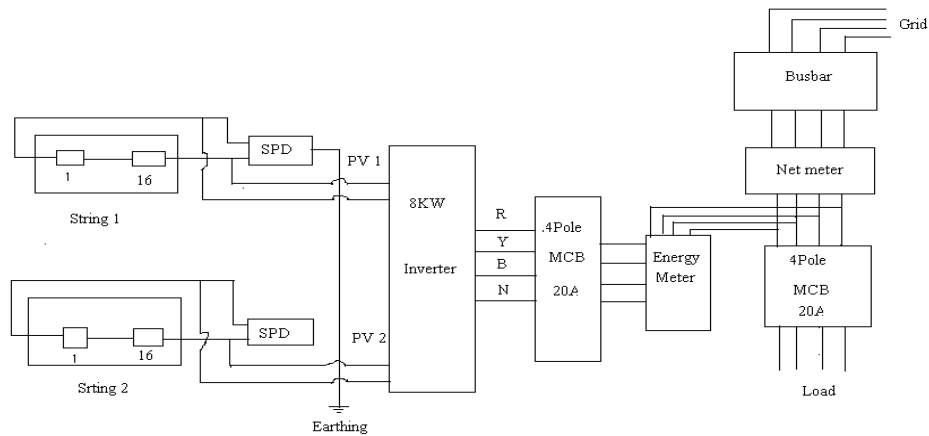 Grid
Busbar
SPD
PV 1
1
16
String 1
Net meter
8KW
Inverter
R
Y
B
N
.4Pole
MCB
20A
Energy
Meter
4Pole
MCB
20A
Load
SPD
PV 2
1
16
Srting 2
Earthing